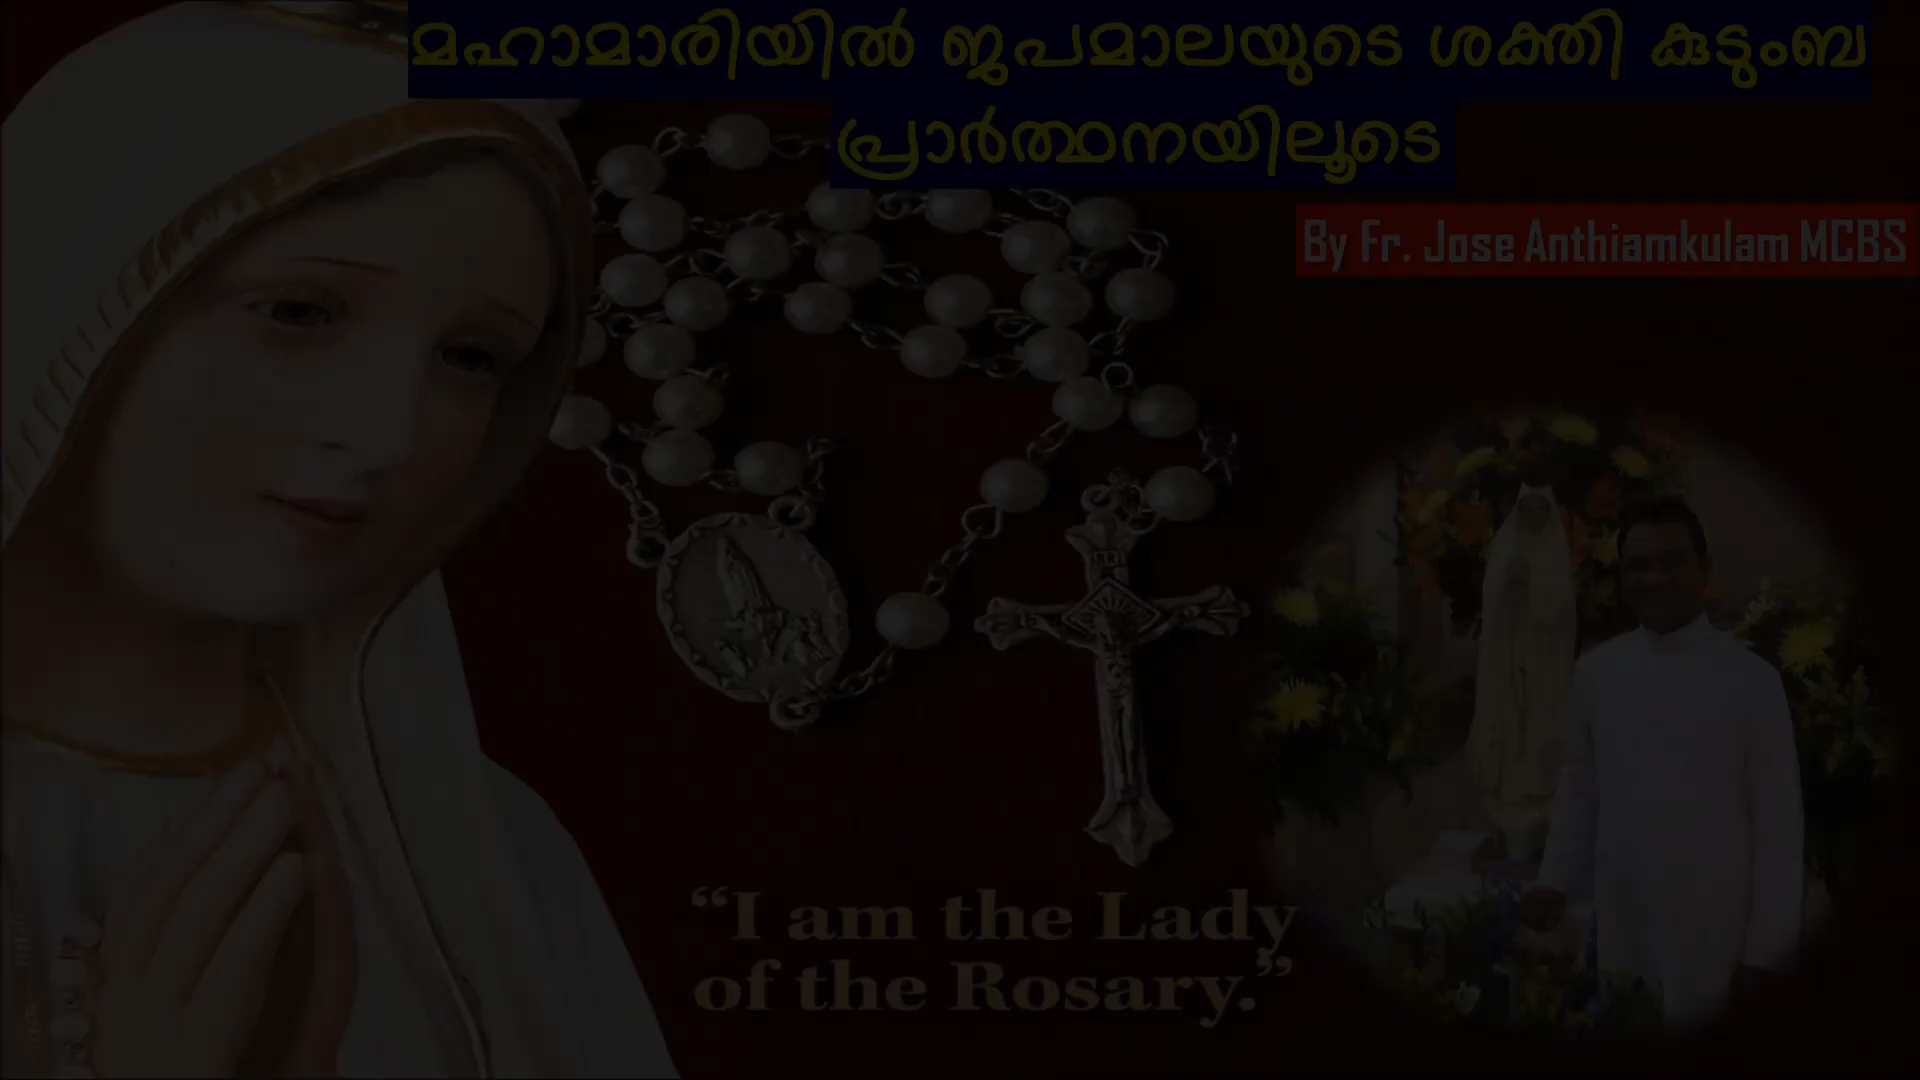 മഹാമാരിയിൽ ജപമാലയുടെ ശക്തി കുടുംബ
പ്രാർത്ഥനയിലൂടെ
By Fr. Jose Anthiamkulam MCBS
“I am the Lady
of the Rosary.”